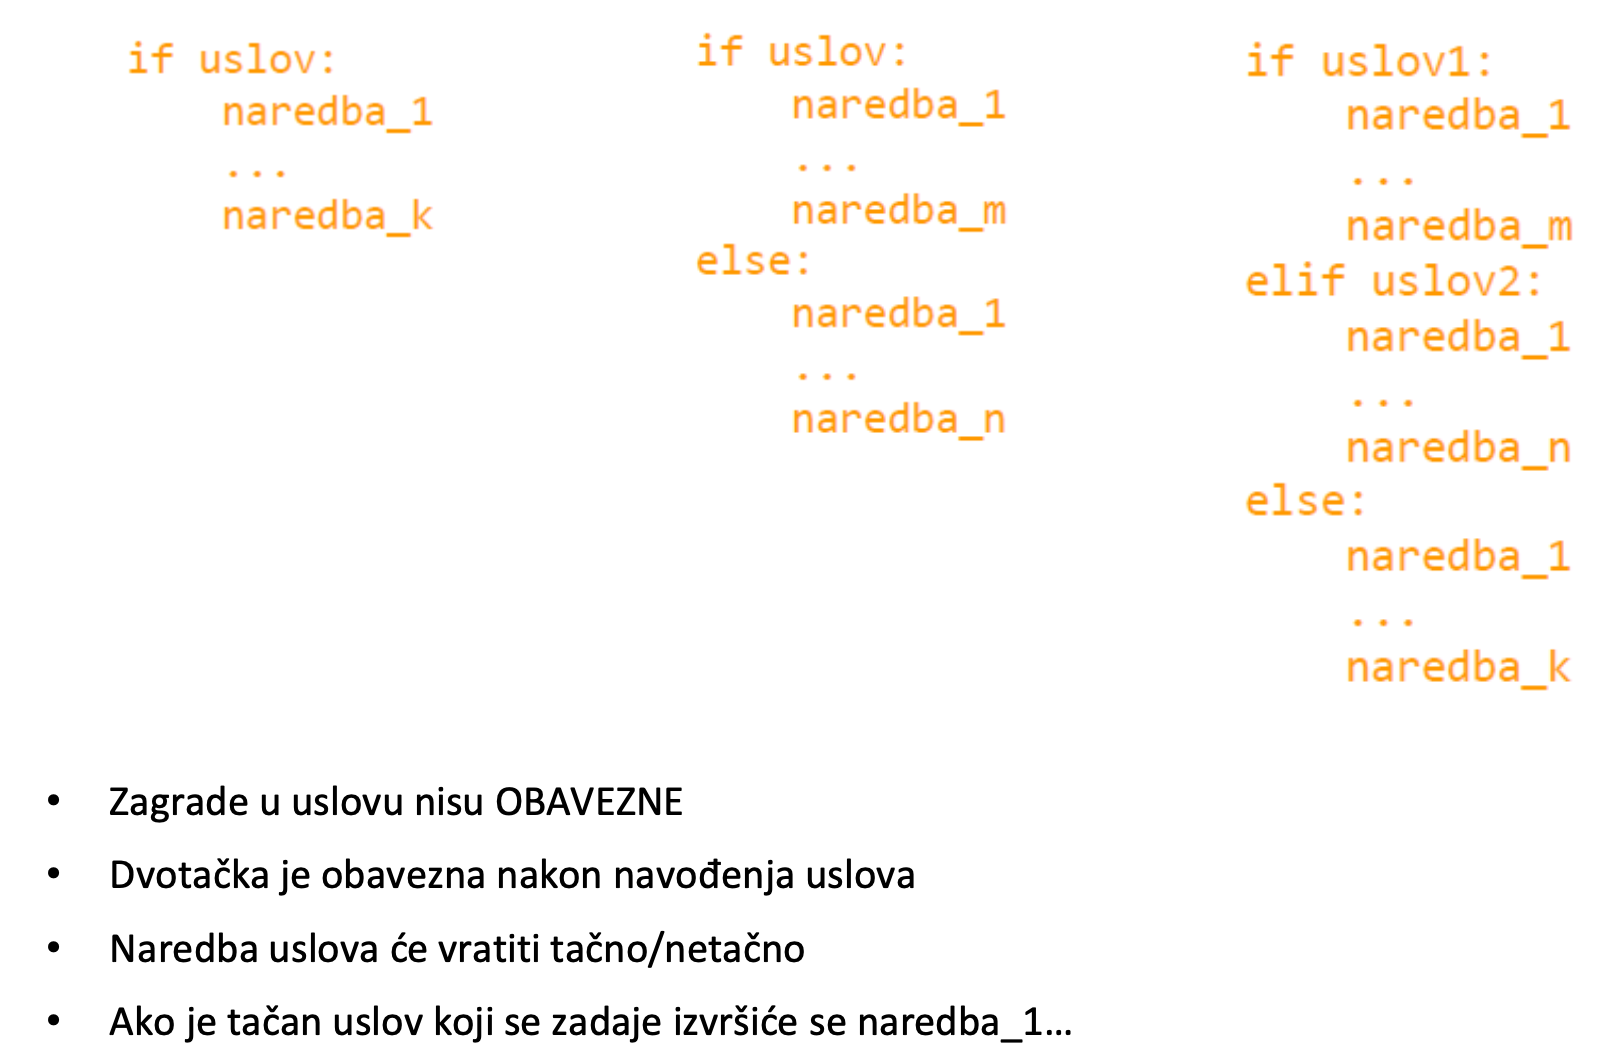 if uslov:
    naredba_1
    ...
    naredba_k
if uslov:
    naredba_1
    ...
    naredba_m
else:
    naredba_1
    ...
    naredba_n
if uslov1:
    naredba_1
    ...
    naredba_m
elif uslov2:
    naredba_1
    ...
    naredba_n
else:
    naredba_1
    ...
    naredba_k
• Zagrade u uslovu nisu OBAVEZNE
• Dvotačka je obavezna nakon navođenja uslova
• Naredba uslova će vratiti tačno/netačno
• Ako je tačan uslov koji se zadaje izvršiće se naredba_1...